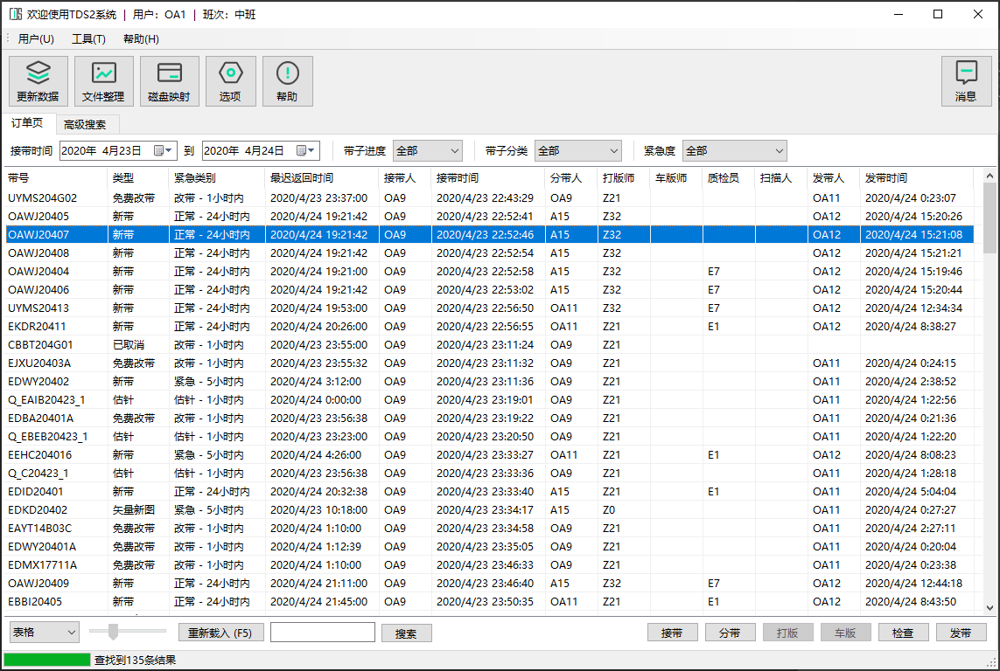 欢迎使用TDS2系统 | 用户: OA1 | 班次: 中班
用户(U) 工具(T) 帮助(H)
更新数据 文件整理 磁盘映射 选项 帮助 消息
订单页 高级搜索
接带时间 2020年 4月23日 到 2020年 4月24日 带子进度 全部 带子分类 全部 紧急度 全部
带号 类型 紧急类别 最迟返回时间 接带人 接带时间 分带人 打版师 车版师 质检员 扫描人 发带人 发带时间
UYMS204G02 免费改带 改带 - 1小时内 2020/4/23 23:37:00 OA9 2020/4/23 22:43:29 OA9 Z21 OA11 2020/4/24 0:23:07
OAWJ20405 新带 正常 - 24小时内 2020/4/24 19:21:42 OA9 2020/4/23 22:52:41 A15 Z32 OA12 2020/4/24 15:20:26
OAWJ20407 新带 正常 - 24小时内 2020/4/24 19:21:42 OA9 2020/4/23 22:52:46 A15 Z32 OA12 2020/4/24 15:21:08
OAWJ20408 新带 正常 - 24小时内 2020/4/24 19:21:42 OA9 2020/4/23 22:52:54 A15 Z32 OA12 2020/4/24 15:21:21
OAWJ20404 新带 正常 - 24小时内 2020/4/24 19:21:00 OA9 2020/4/23 22:52:58 A15 Z32 E7 OA12 2020/4/24 15:19:46
OAWJ20406 新带 正常 - 24小时内 2020/4/24 19:21:42 OA9 2020/4/23 22:53:02 A15 Z32 E7 OA12 2020/4/24 15:20:44
UYMS20413 新带 正常 - 24小时内 2020/4/24 19:53:00 OA9 2020/4/23 22:56:50 OA11 Z32 E7 OA12 2020/4/24 12:34:34
EKDR20411 新带 正常 - 24小时内 2020/4/24 20:26:00 OA9 2020/4/23 22:56:55 OA11 Z21 E1 OA12 2020/4/24 8:38:27
CBBT204G01 已取消 改带 - 1小时内 2020/4/23 23:55:00 OA9 2020/4/23 23:11:24 OA9 Z21
EJXU20403A 免费改带 改带 - 1小时内 2020/4/23 23:55:32 OA9 2020/4/23 23:11:32 OA9 Z21 OA11 2020/4/24 0:24:15
EDWY20402 新带 紧急 - 5小时内 2020/4/24 3:12:00 OA9 2020/4/23 23:11:36 OA9 Z21 OA11 2020/4/24 2:38:52
Q_EAIB20423_1 估针 估针 - 1小时内 2020/4/24 0:00:00 OA9 2020/4/23 23:19:01 OA9 Z21 OA11 2020/4/24 1:22:56
EDBA20401A 免费改带 改带 - 1小时内 2020/4/23 23:56:38 OA9 2020/4/23 23:19:22 OA9 Z21 OA11 2020/4/24 0:21:36
Q_EBEB20423_1 估针 估针 - 1小时内 2020/4/23 23:23:00 OA9 2020/4/23 23:20:50 OA9 Z21 OA11 2020/4/24 1:22:20
EEHC204016 新带 紧急 - 5小时内 2020/4/24 4:26:00 OA9 2020/4/23 23:33:27 OA11 Z21 E1 OA12 2020/4/24 8:08:23
Q_C20423_1 估针 估针 - 1小时内 2020/4/23 23:56:38 OA9 2020/4/23 23:33:36 OA9 Z21 OA11 2020/4/24 1:28:18
EDID20401 新带 正常 - 24小时内 2020/4/24 20:32:38 OA9 2020/4/23 23:33:40 A15 Z21 E1 OA11 2020/4/24 5:04:04
EDKD20402 矢量新图 紧急 - 5小时内 2020/4/23 10:18:00 OA9 2020/4/23 23:34:17 A15 Z0 OA11 2020/4/24 0:27:27
EAYT14B03C 免费改带 改带 - 1小时内 2020/4/24 1:10:00 OA9 2020/4/23 23:34:58 OA9 Z21 OA11 2020/4/24 2:27:11
EDWY20401A 免费改带 改带 - 1小时内 2020/4/24 1:12:39 OA9 2020/4/23 23:35:05 OA9 Z21 OA11 2020/4/24 0:20:04
EDMX17711A 免费改带 改带 - 1小时内 2020/4/24 1:10:00 OA9 2020/4/23 23:46:33 OA9 Z21 OA11 2020/4/24 0:23:38
OAWJ20409 新带 正常 - 24小时内 2020/4/24 21:11:00 OA9 2020/4/23 23:46:40 A15 Z32 E7 OA12 2020/4/24 12:44:18
EBBI20405 新带 正常 - 24小时内 2020/4/24 21:45:00 OA9 2020/4/23 23:50:35 OA11 Z21 E1 OA12 2020/4/24 8:43:50
表格 重新载入 (F5) 搜索 接带 分带 打版 车版 检查 发带
查找到135条结果